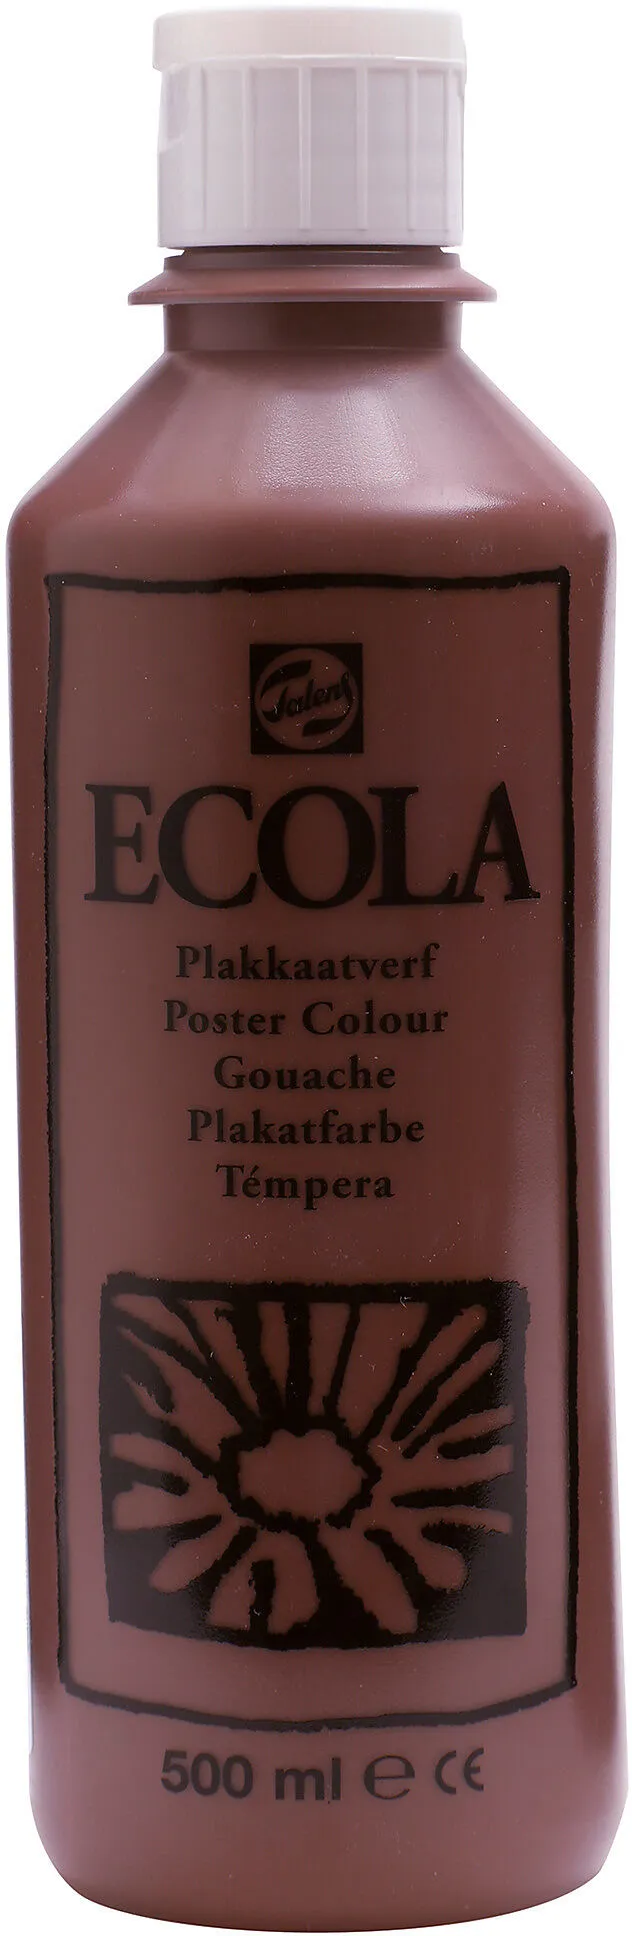 Talens
ECOLA
Plakkaatverf
Poster Colour
Gouache
Plakatfarbe
Témpera
500 ml ℮ CE